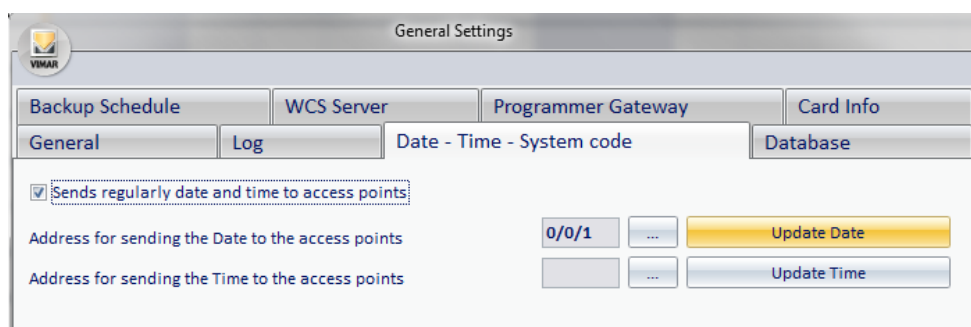 General Settings
VIMAR
Backup Schedule WCS Server Programmer Gateway Card Info
General Log Date - Time - System code Database
Sends regularly date and time to access points
Address for sending the Date to the access points 0/0/1 ... Update Date
Address for sending the Time to the access points ... Update Time